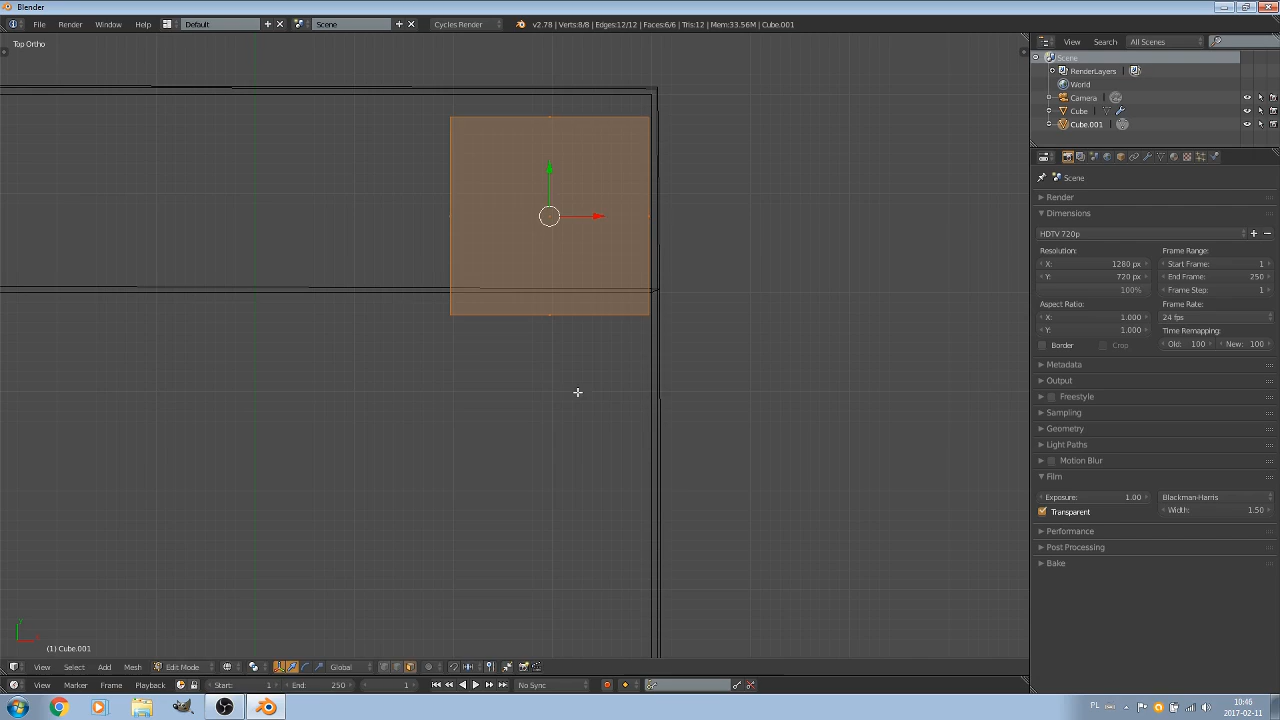 Blender
File Render Window Help Default Scene Cycles Render v2.78 | Verts:8/8 | Edges:12/12 | Faces:6/6 | Tris:12 | Mem:33.56M | Cube.001
Top Ortho
View Search All Scenes
Scene
RenderLayers
World
Camera
Cube
Cube.001
Scene
Render
Dimensions
HDTV 720p
Resolution: Frame Range:
X: 1280 px Start Frame: 1
Y: 720 px End Frame: 250
100% Frame Step: 1
Aspect Ratio: Frame Rate:
X: 1.000 24 fps
Y: 1.000 Time Remapping:
Border Crop Old: 100 New: 100
Metadata
Output
Freestyle
Sampling
Geometry
Light Paths
Motion Blur
Film
Exposure: 1.00 Blackman-Harris
Transparent Width: 1.50
Performance
Post Processing
Bake
(1) Cube.001
View Select Add Mesh Edit Mode Global
View Marker Frame Playback Start: 1 End: 250 1 No Sync
PL 10:46
2017-02-11